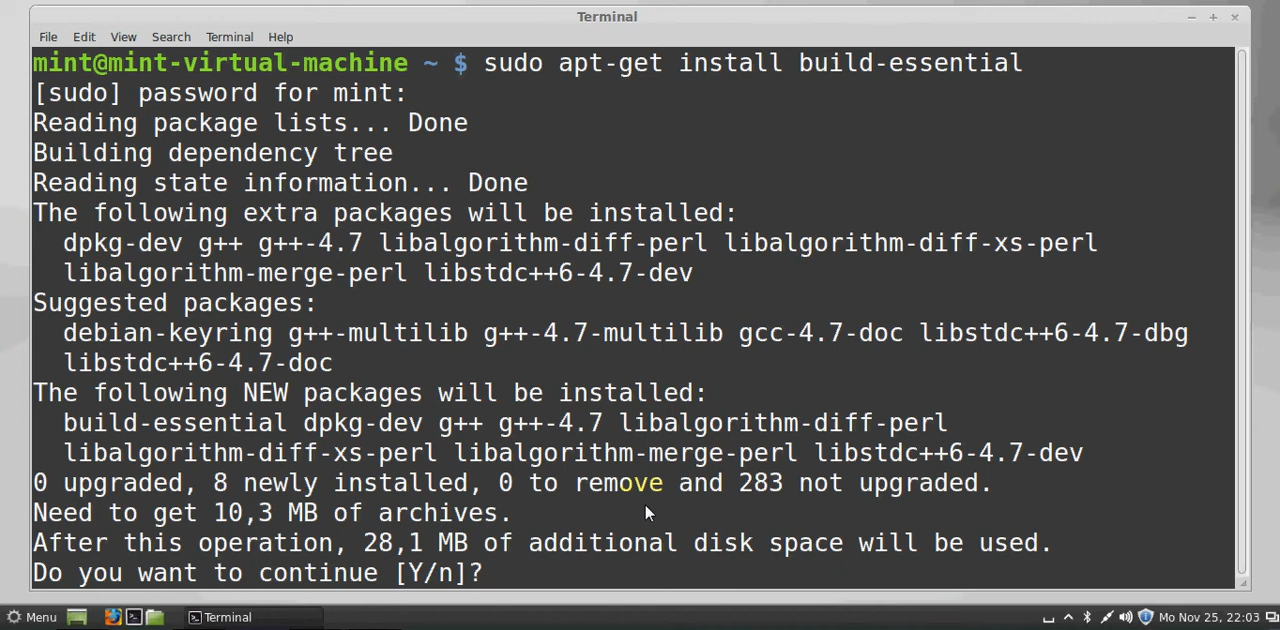 Terminal
File Edit View Search Terminal Help
mint@mint-virtual-machine ~ $ sudo apt-get install build-essential
[sudo] password for mint:
Reading package lists... Done
Building dependency tree
Reading state information... Done
The following extra packages will be installed:
  dpkg-dev g++ g++-4.7 libalgorithm-diff-perl libalgorithm-diff-xs-perl
  libalgorithm-merge-perl libstdc++6-4.7-dev
Suggested packages:
  debian-keyring g++-multilib g++-4.7-multilib gcc-4.7-doc libstdc++6-4.7-dbg
  libstdc++6-4.7-doc
The following NEW packages will be installed:
  build-essential dpkg-dev g++ g++-4.7 libalgorithm-diff-perl
  libalgorithm-diff-xs-perl libalgorithm-merge-perl libstdc++6-4.7-dev
0 upgraded, 8 newly installed, 0 to remove and 283 not upgraded.
Need to get 10,3 MB of archives.
After this operation, 28,1 MB of additional disk space will be used.
Do you want to continue [Y/n]?
Menu Terminal Mo Nov 25, 22:03